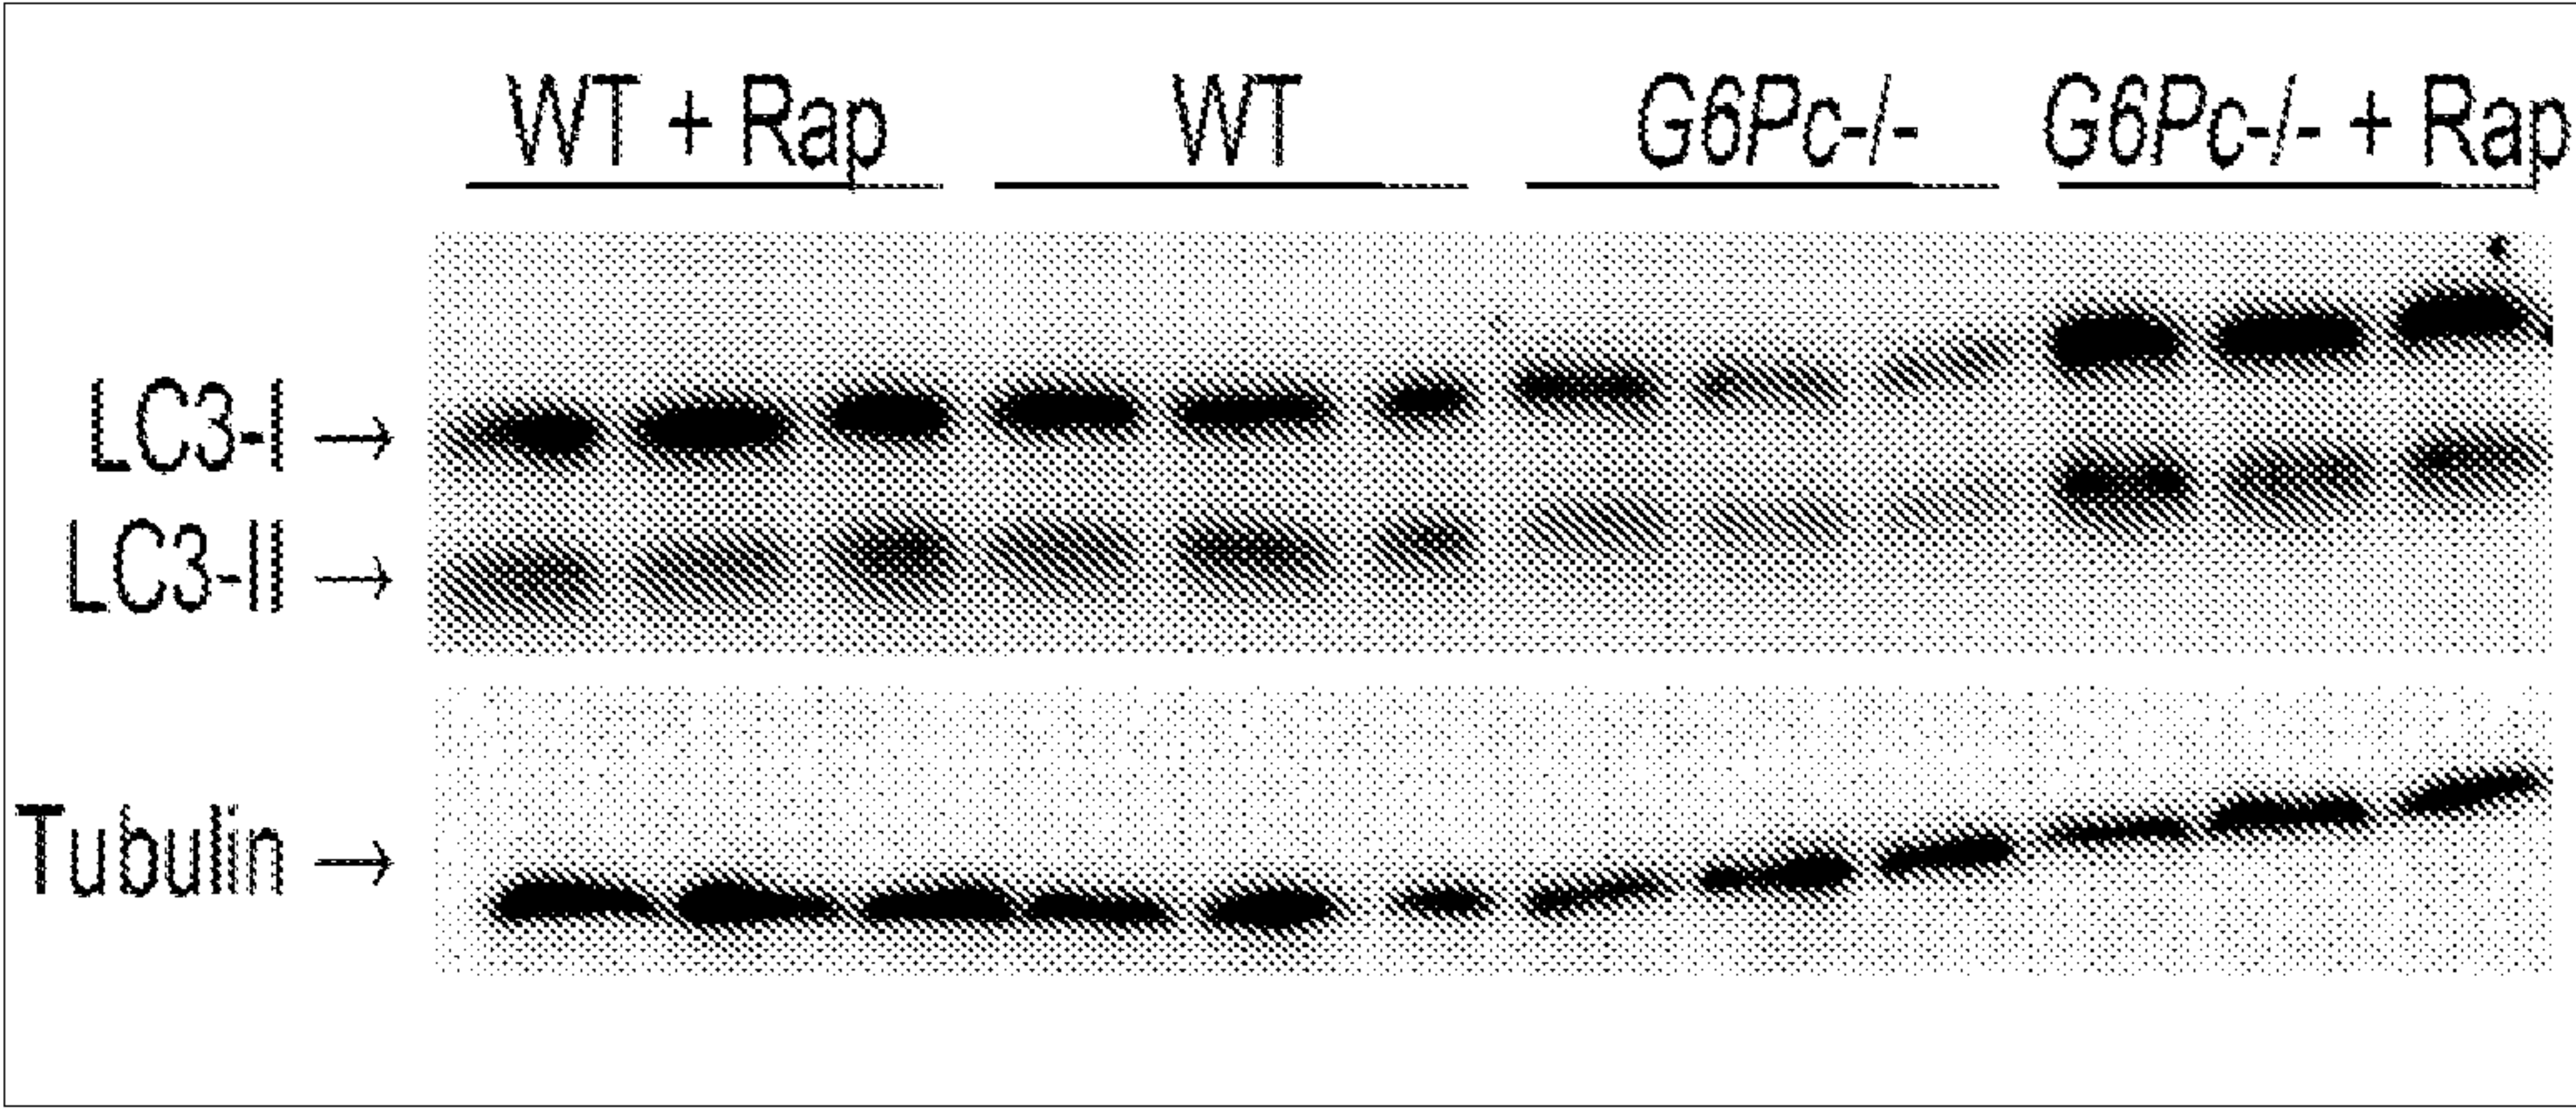 WT + Rap WT G6Pc-/- G6Pc-/- + Rap
LC3-I →
LC3-II →
Tubulin →